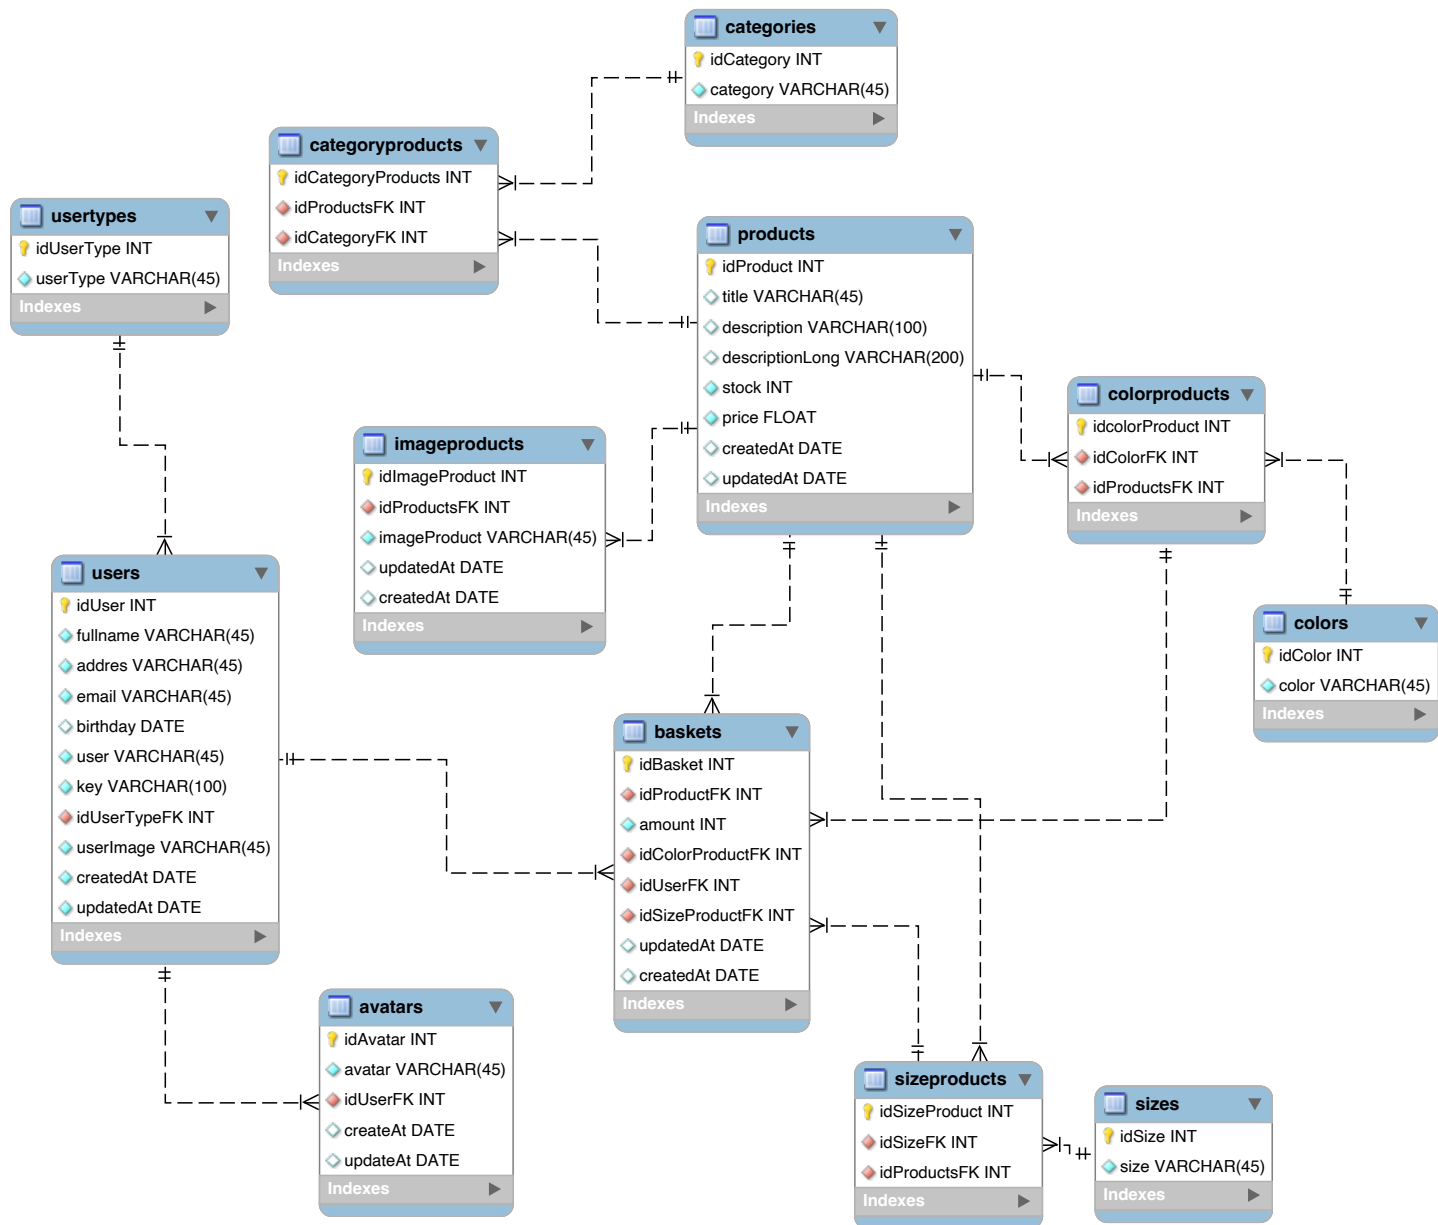 categories
idCategory INT
category VARCHAR(45)
Indexes
categoryproducts
idCategoryProducts INT
idProductsFK INT
idCategoryFK INT
Indexes
usertypes
idUserType INT
userType VARCHAR(45)
Indexes
products
idProduct INT
title VARCHAR(45)
description VARCHAR(100)
descriptionLong VARCHAR(200)
stock INT
price FLOAT
createdAt DATE
updatedAt DATE
Indexes
colorproducts
idcolorProduct INT
idColorFK INT
idProductsFK INT
Indexes
imageproducts
idImageProduct INT
idProductsFK INT
imageProduct VARCHAR(45)
updatedAt DATE
createdAt DATE
Indexes
users
idUser INT
fullname VARCHAR(45)
addres VARCHAR(45)
email VARCHAR(45)
birthday DATE
user VARCHAR(45)
key VARCHAR(100)
idUserTypeFK INT
userImage VARCHAR(45)
createdAt DATE
updatedAt DATE
Indexes
colors
idColor INT
color VARCHAR(45)
Indexes
baskets
idBasket INT
idProductFK INT
amount INT
idColorProductFK INT
idUserFK INT
idSizeProductFK INT
updatedAt DATE
createdAt DATE
Indexes
avatars
idAvatar INT
avatar VARCHAR(45)
idUserFK INT
createAt DATE
updateAt DATE
Indexes
sizeproducts
idSizeProduct INT
idSizeFK INT
idProductsFK INT
Indexes
sizes
idSize INT
size VARCHAR(45)
Indexes